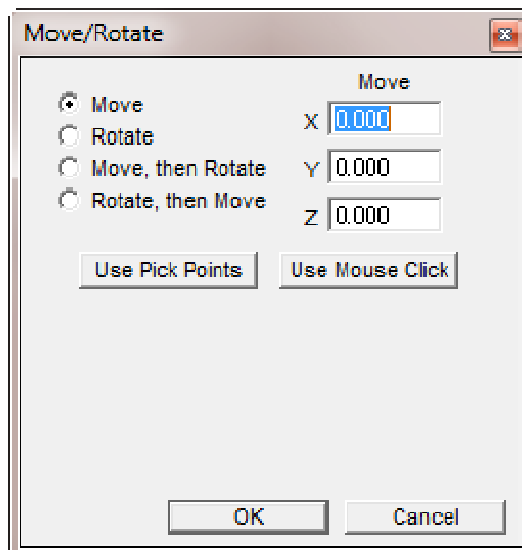 Move/Rotate
Move
Move
X 0.000
Rotate
Move, then Rotate
Y 0.000
Rotate, then Move
Z 0.000
Use Pick Points Use Mouse Click
OK Cancel